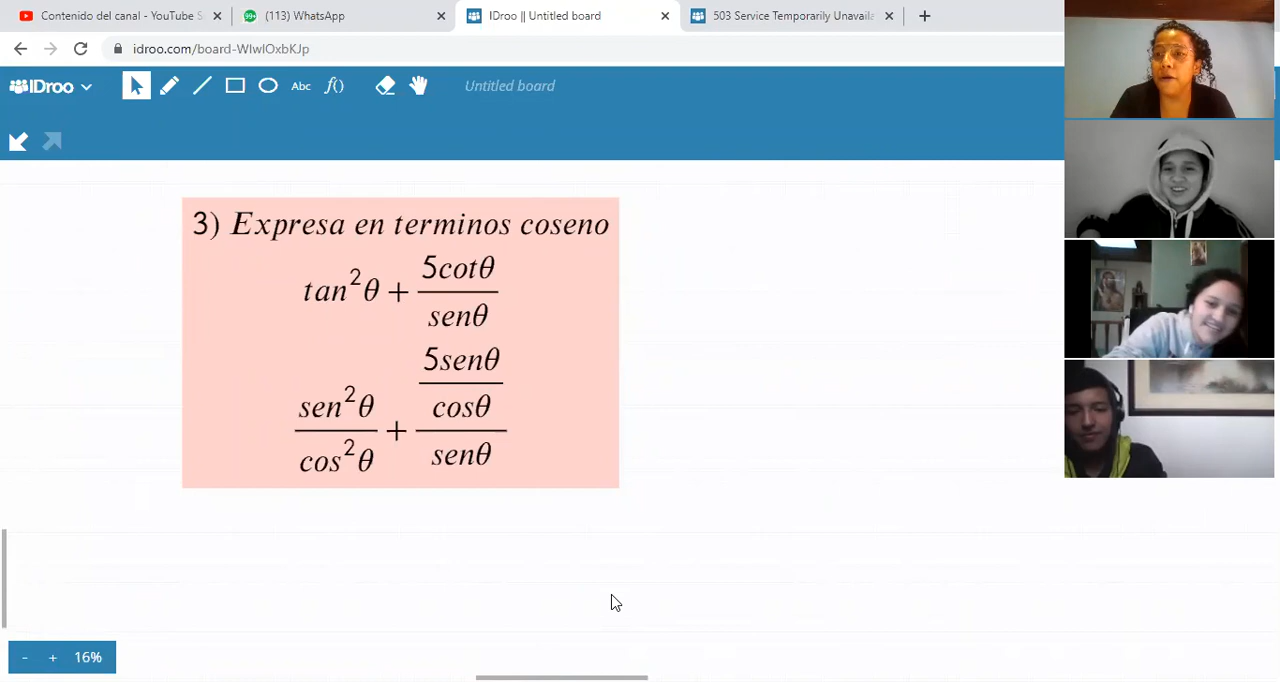 Contenido del canal - YouTube S
(113) WhatsApp
IDroo || Untitled board
503 Service Temporarily Unavaila
idroo.com/board-WIwIOxbKJp
IDroo
Abc
f()
Untitled board
3) Expresa en terminos coseno
tan²θ + 5cotθ/senθ
sen²θ/cos²θ + 5senθ/cosθ/senθ
- + 16%